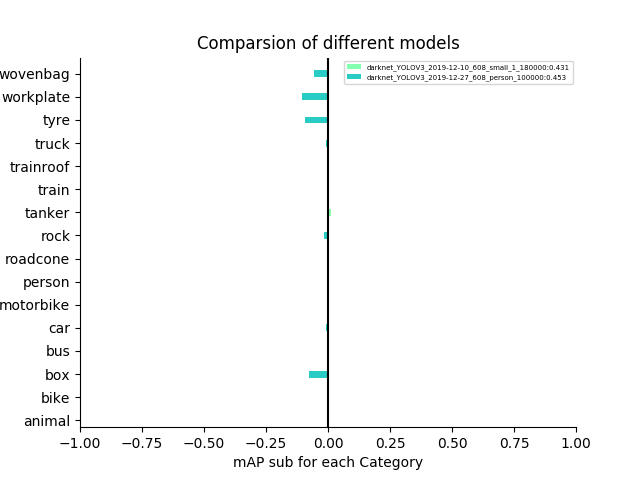 Comparsion of different models
darknet_YOLOV3_2019-12-10_608_small_1_180000:0.431
darknet_YOLOV3_2019-12-27_608_person_100000:0.453
wovenbag
workplate
tyre
truck
trainroof
train
tanker
rock
roadcone
person
motorbike
car
bus
box
bike
animal
−1.00 −0.75 −0.50 −0.25 0.00 0.25 0.50 0.75 1.00
mAP sub for each Category